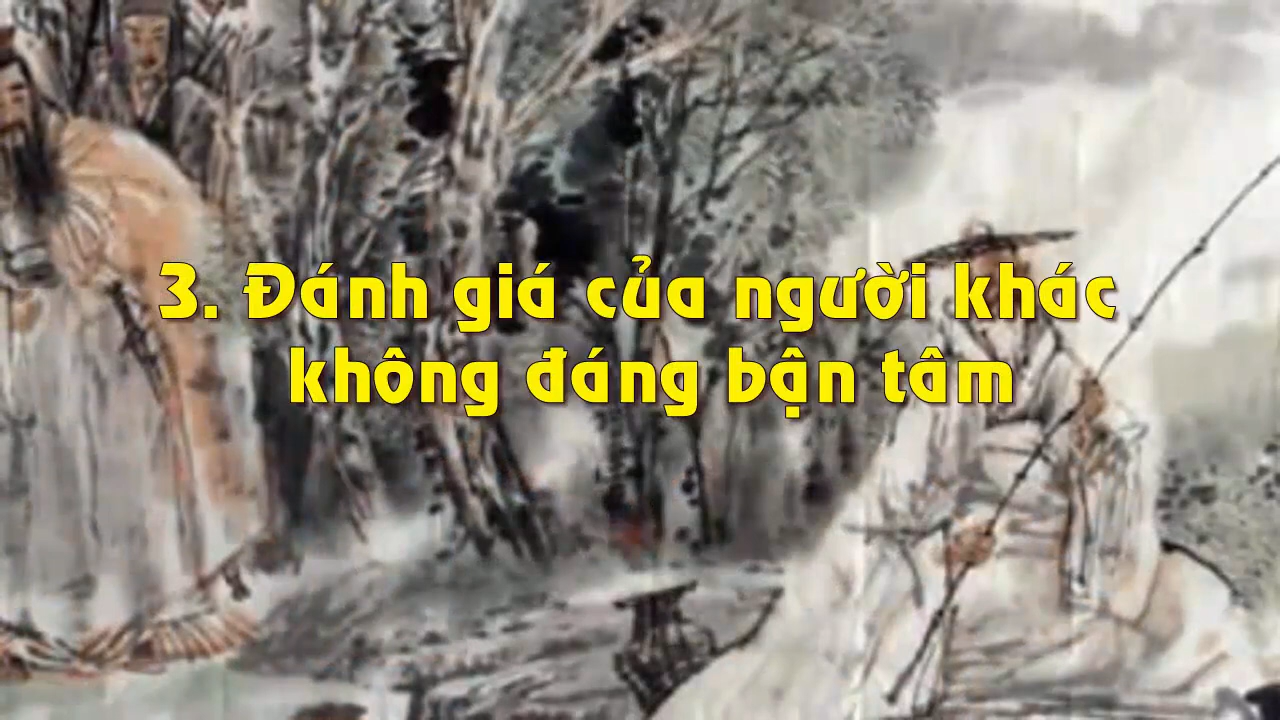 3. Đánh giá của người khác
không đáng bận tâm